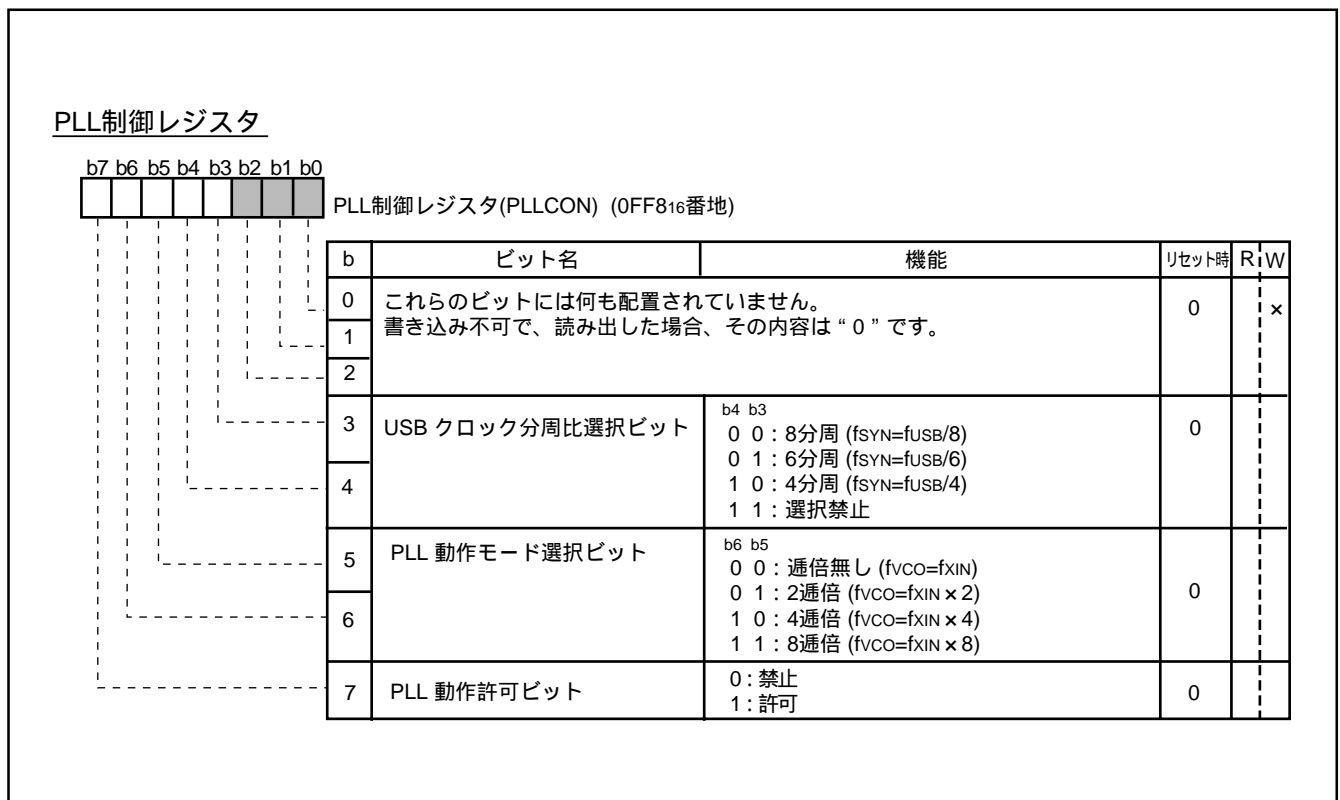 PLL制御レジスタ
b7 b6 b5 b4 b3 b2 b1 b0
PLL制御レジスタ(PLLCON) (0FF816番地)
b ビット名 機能 リセット時 R W
0 これらのビットには何も配置されていません。 0 ×
1 書き込み不可で、読み出した場合、その内容は“0”です。
2
3 USB クロック分周比選択ビット b4 b3 0
0 0 : 8分周 (fSYN=fUSB/8)
0 1 : 6分周 (fSYN=fUSB/6)
4 1 0 : 4分周 (fSYN=fUSB/4)
1 1 : 選択禁止
5 PLL 動作モード選択ビット b6 b5 0
0 0 : 逓倍無し (fVCO=fXIN)
0 1 : 2逓倍 (fVCO=fXIN×2)
6 1 0 : 4逓倍 (fVCO=fXIN×4)
1 1 : 8逓倍 (fVCO=fXIN×8)
7 PLL 動作許可ビット 0 : 禁止 0
1 : 許可